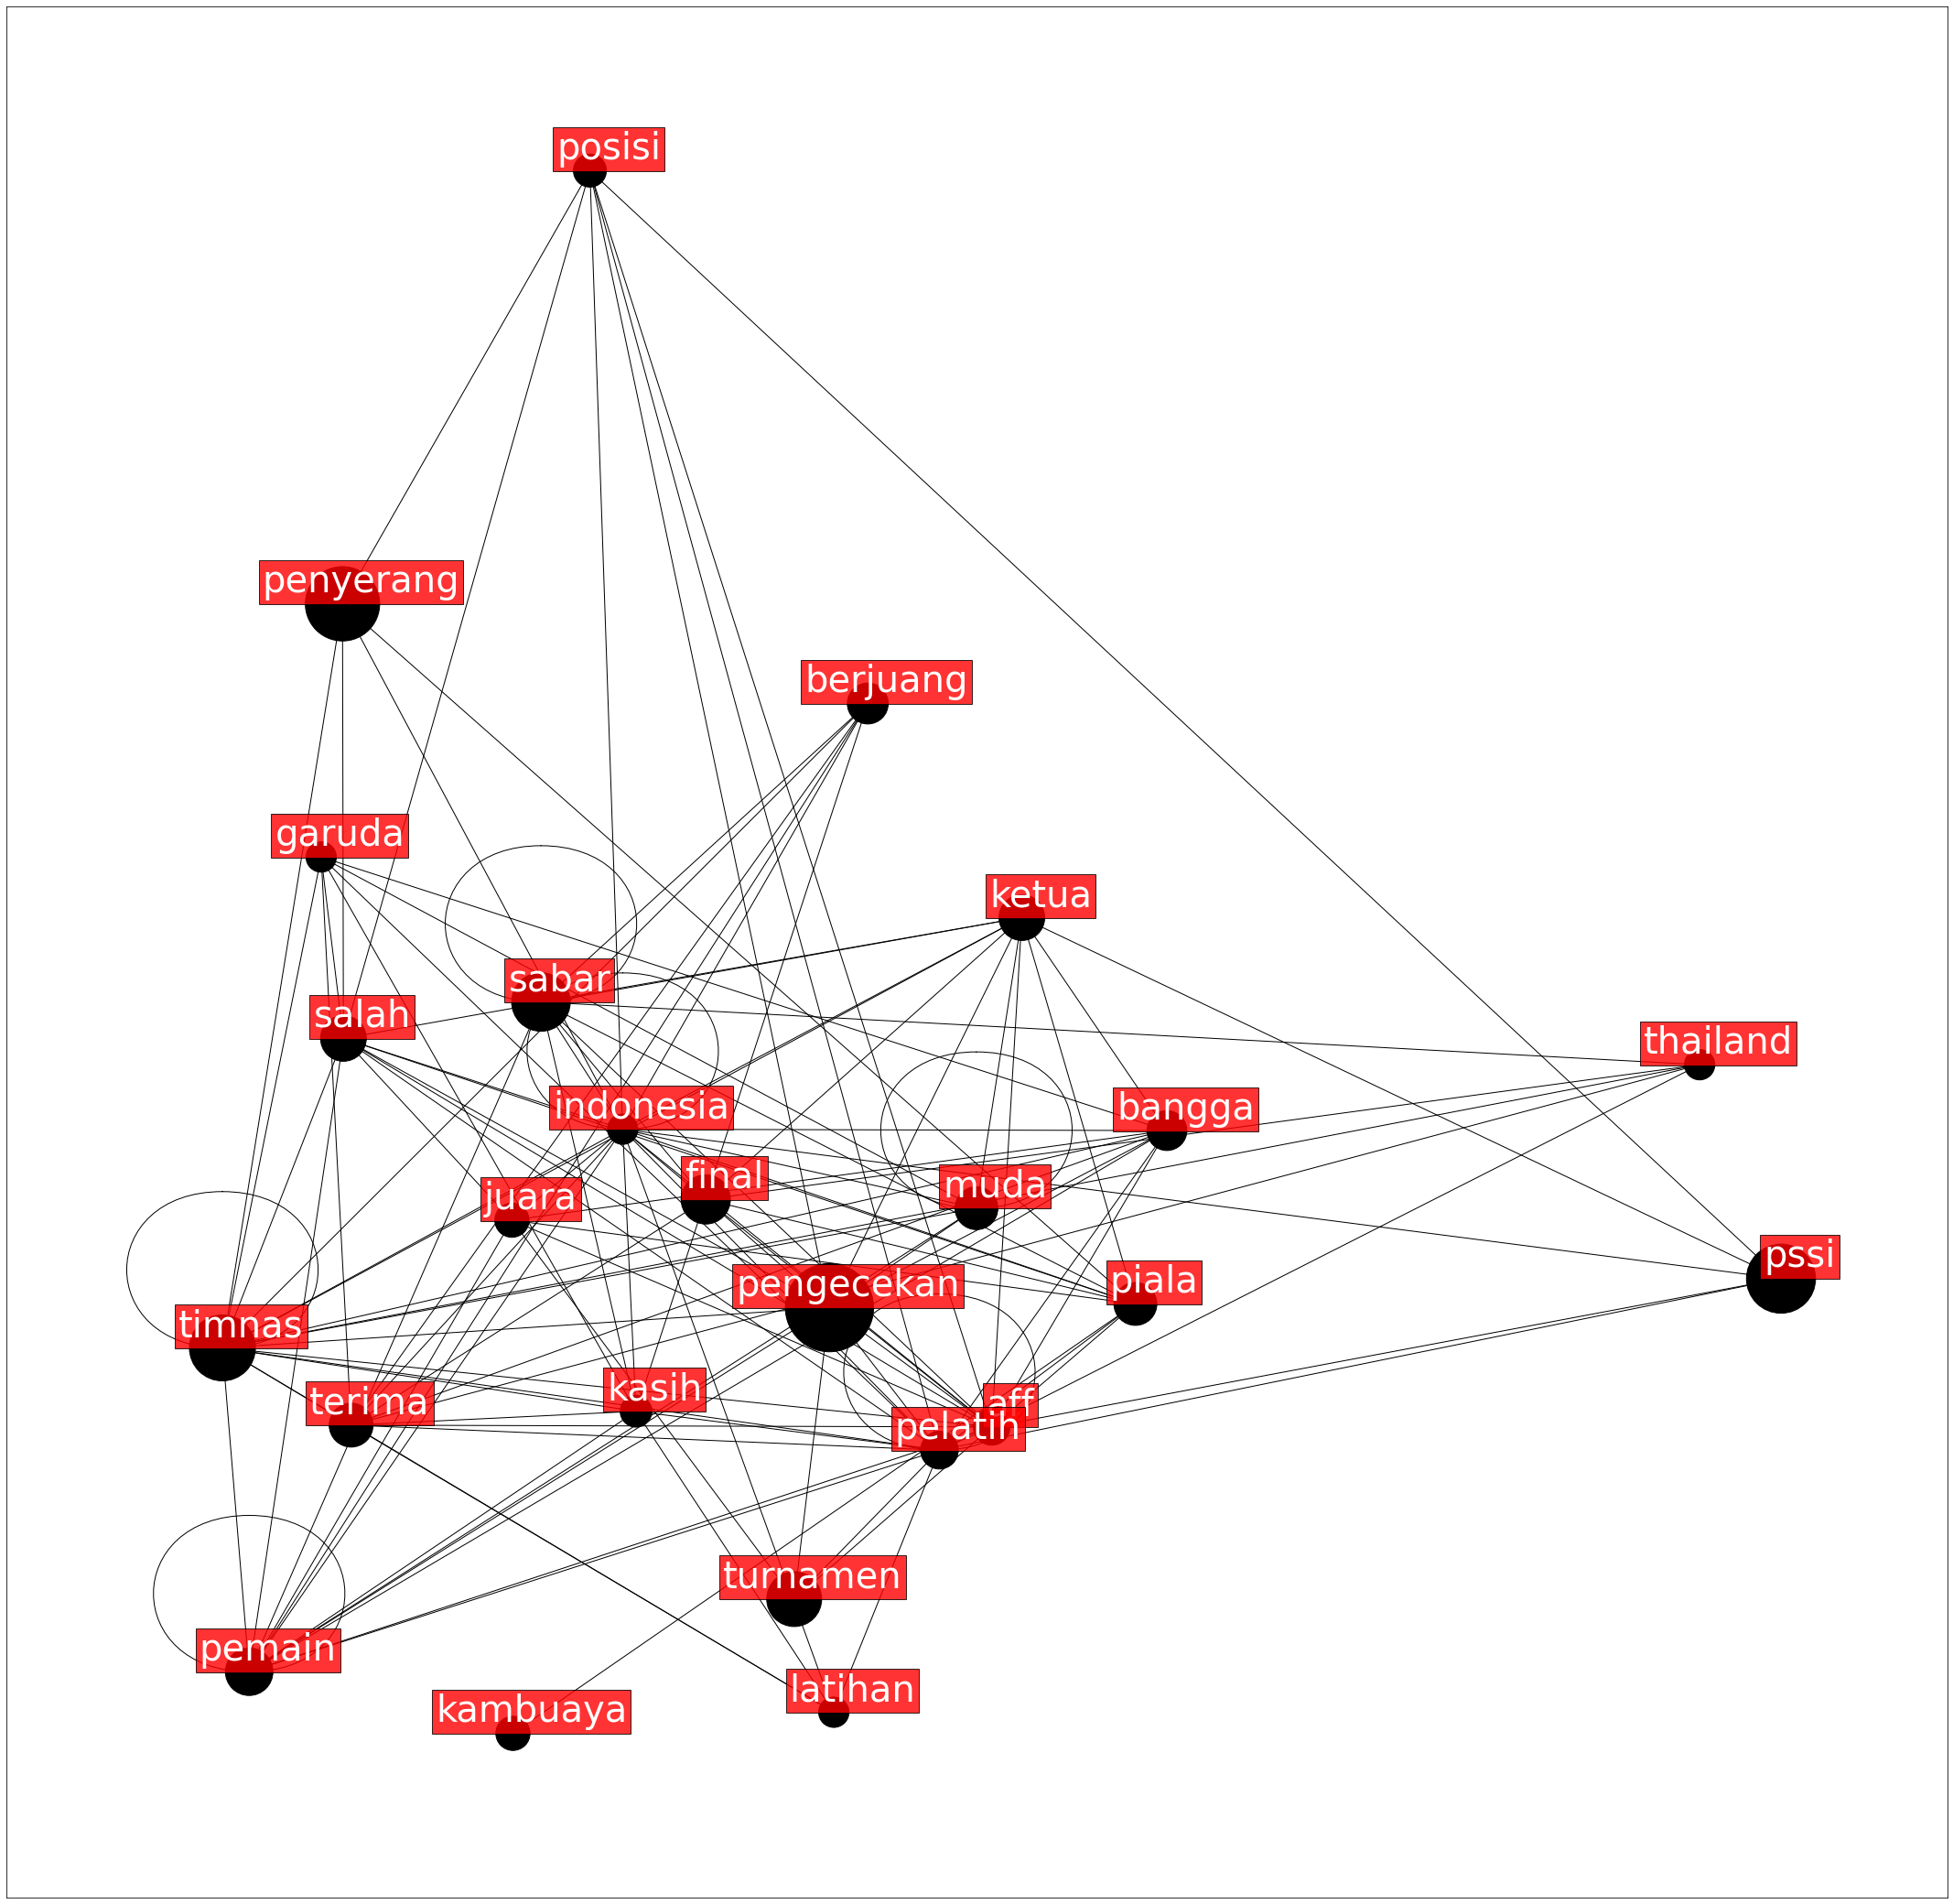 posisi
penyerang
berjuang
garuda
ketua
sabar
salah
thailand
indonesia
bangga
final
muda
juara
pssi
pengecekan
piala
timnas
kasih
terima
aff
pelatih
turnamen
pemain
latihan
kambuaya